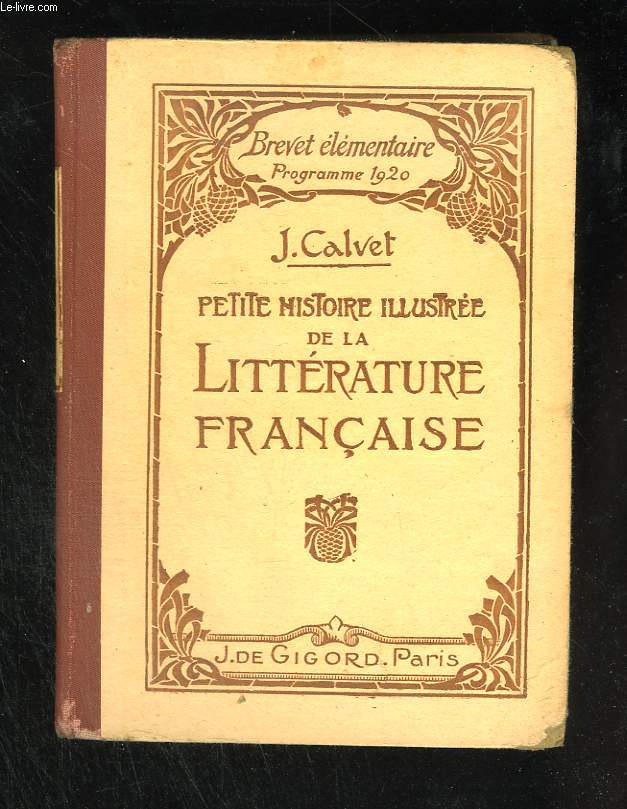 Le-livre.com
Brevet élémentaire
Programme 1920
J. Calvet
PETITE HISTOIRE ILLUSTRÉE
DE LA
LITTÉRATURE
FRANÇAISE
J. DE GIGORD. Paris